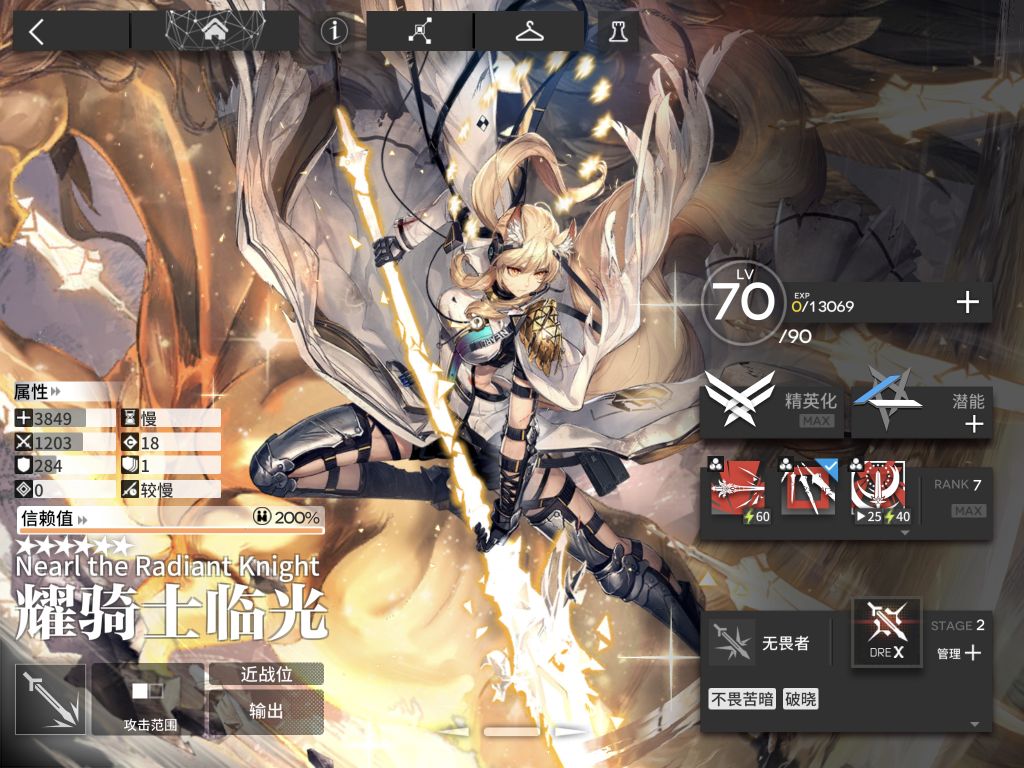 LV
70
/90
EXP
0/13069
精英化
MAX
潜能
属性
3849
慢
1203
18
284
1
0
较慢
信赖值
200%
60
25
40
RANK 7
MAX
Nearl the Radiant Knight
耀骑士临光
攻击范围
近战位
输出
无畏者
DRE X
STAGE 2
管理
不畏苦暗
破晓